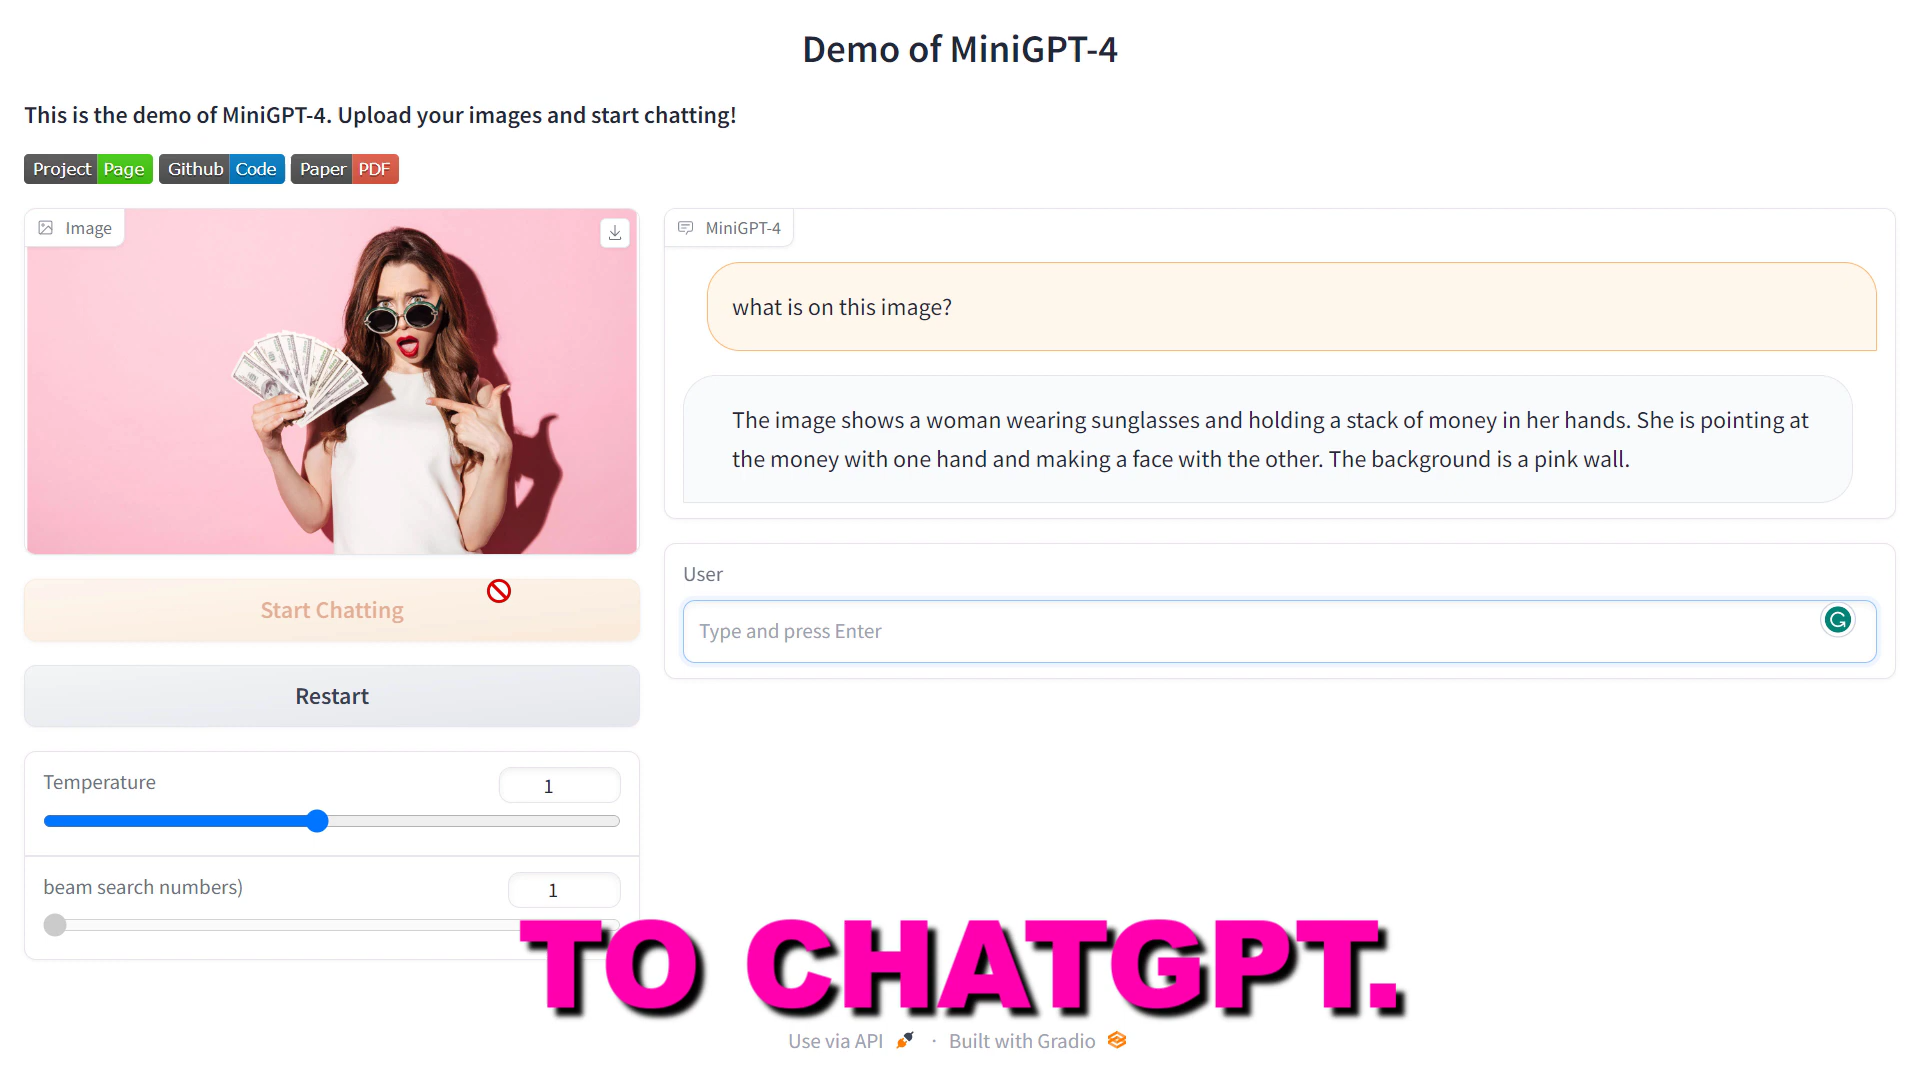 Demo of MiniGPT-4
This is the demo of MiniGPT-4. Upload your images and start chatting!
Project Page Github Code Paper PDF
Image
MiniGPT-4
what is on this image?
The image shows a woman wearing sunglasses and holding a stack of money in her hands. She is pointing at
the money with one hand and making a face with the other. The background is a pink wall.
Start Chatting
User
Type and press Enter
Restart
Temperature
1
beam search numbers)
1
TO CHATGPT.
Use via API · Built with Gradio